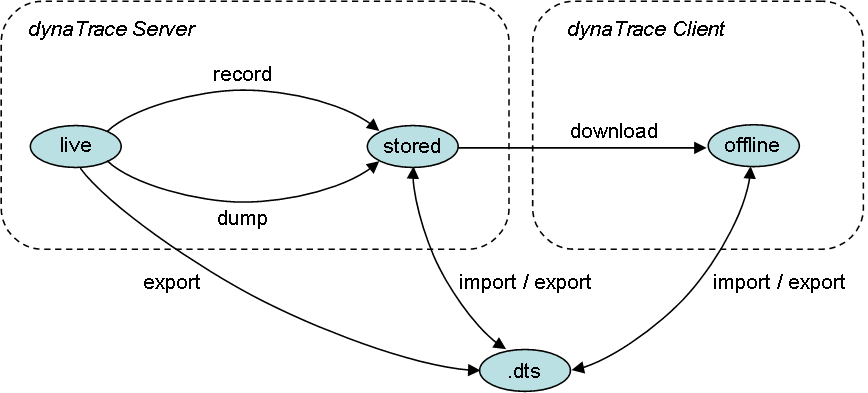 dynaTrace Server
dynaTrace Client
record
live
stored
download
offline
dump
export
import / export
import / export
.dts